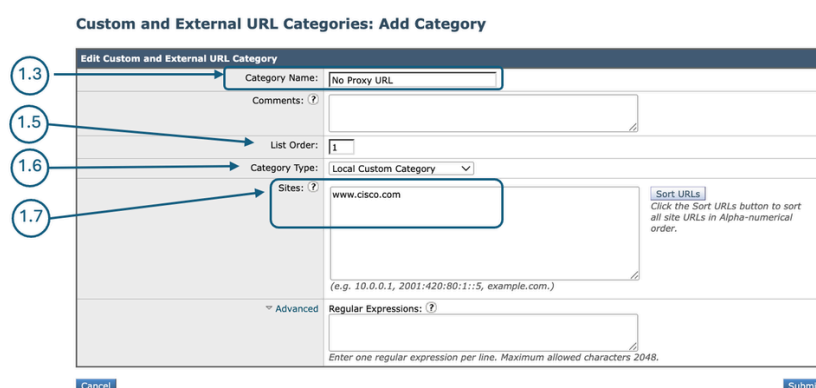 Custom and External URL Categories: Add Category
Edit Custom and External URL Category
1.3
Category Name: No Proxy URL
Comments: ?
1.5
List Order: 1
1.6
Category Type: Local Custom Category
1.7
Sites: ? www.cisco.com
Sort URLs
Click the Sort URLs button to sort
all site URLs in Alpha-numerical
order.
(e.g. 10.0.0.1, 2001:420:80:1::5, example.com.)
Advanced Regular Expressions: ?
Enter one regular expression per line. Maximum allowed characters 2048.
Cancel Submi